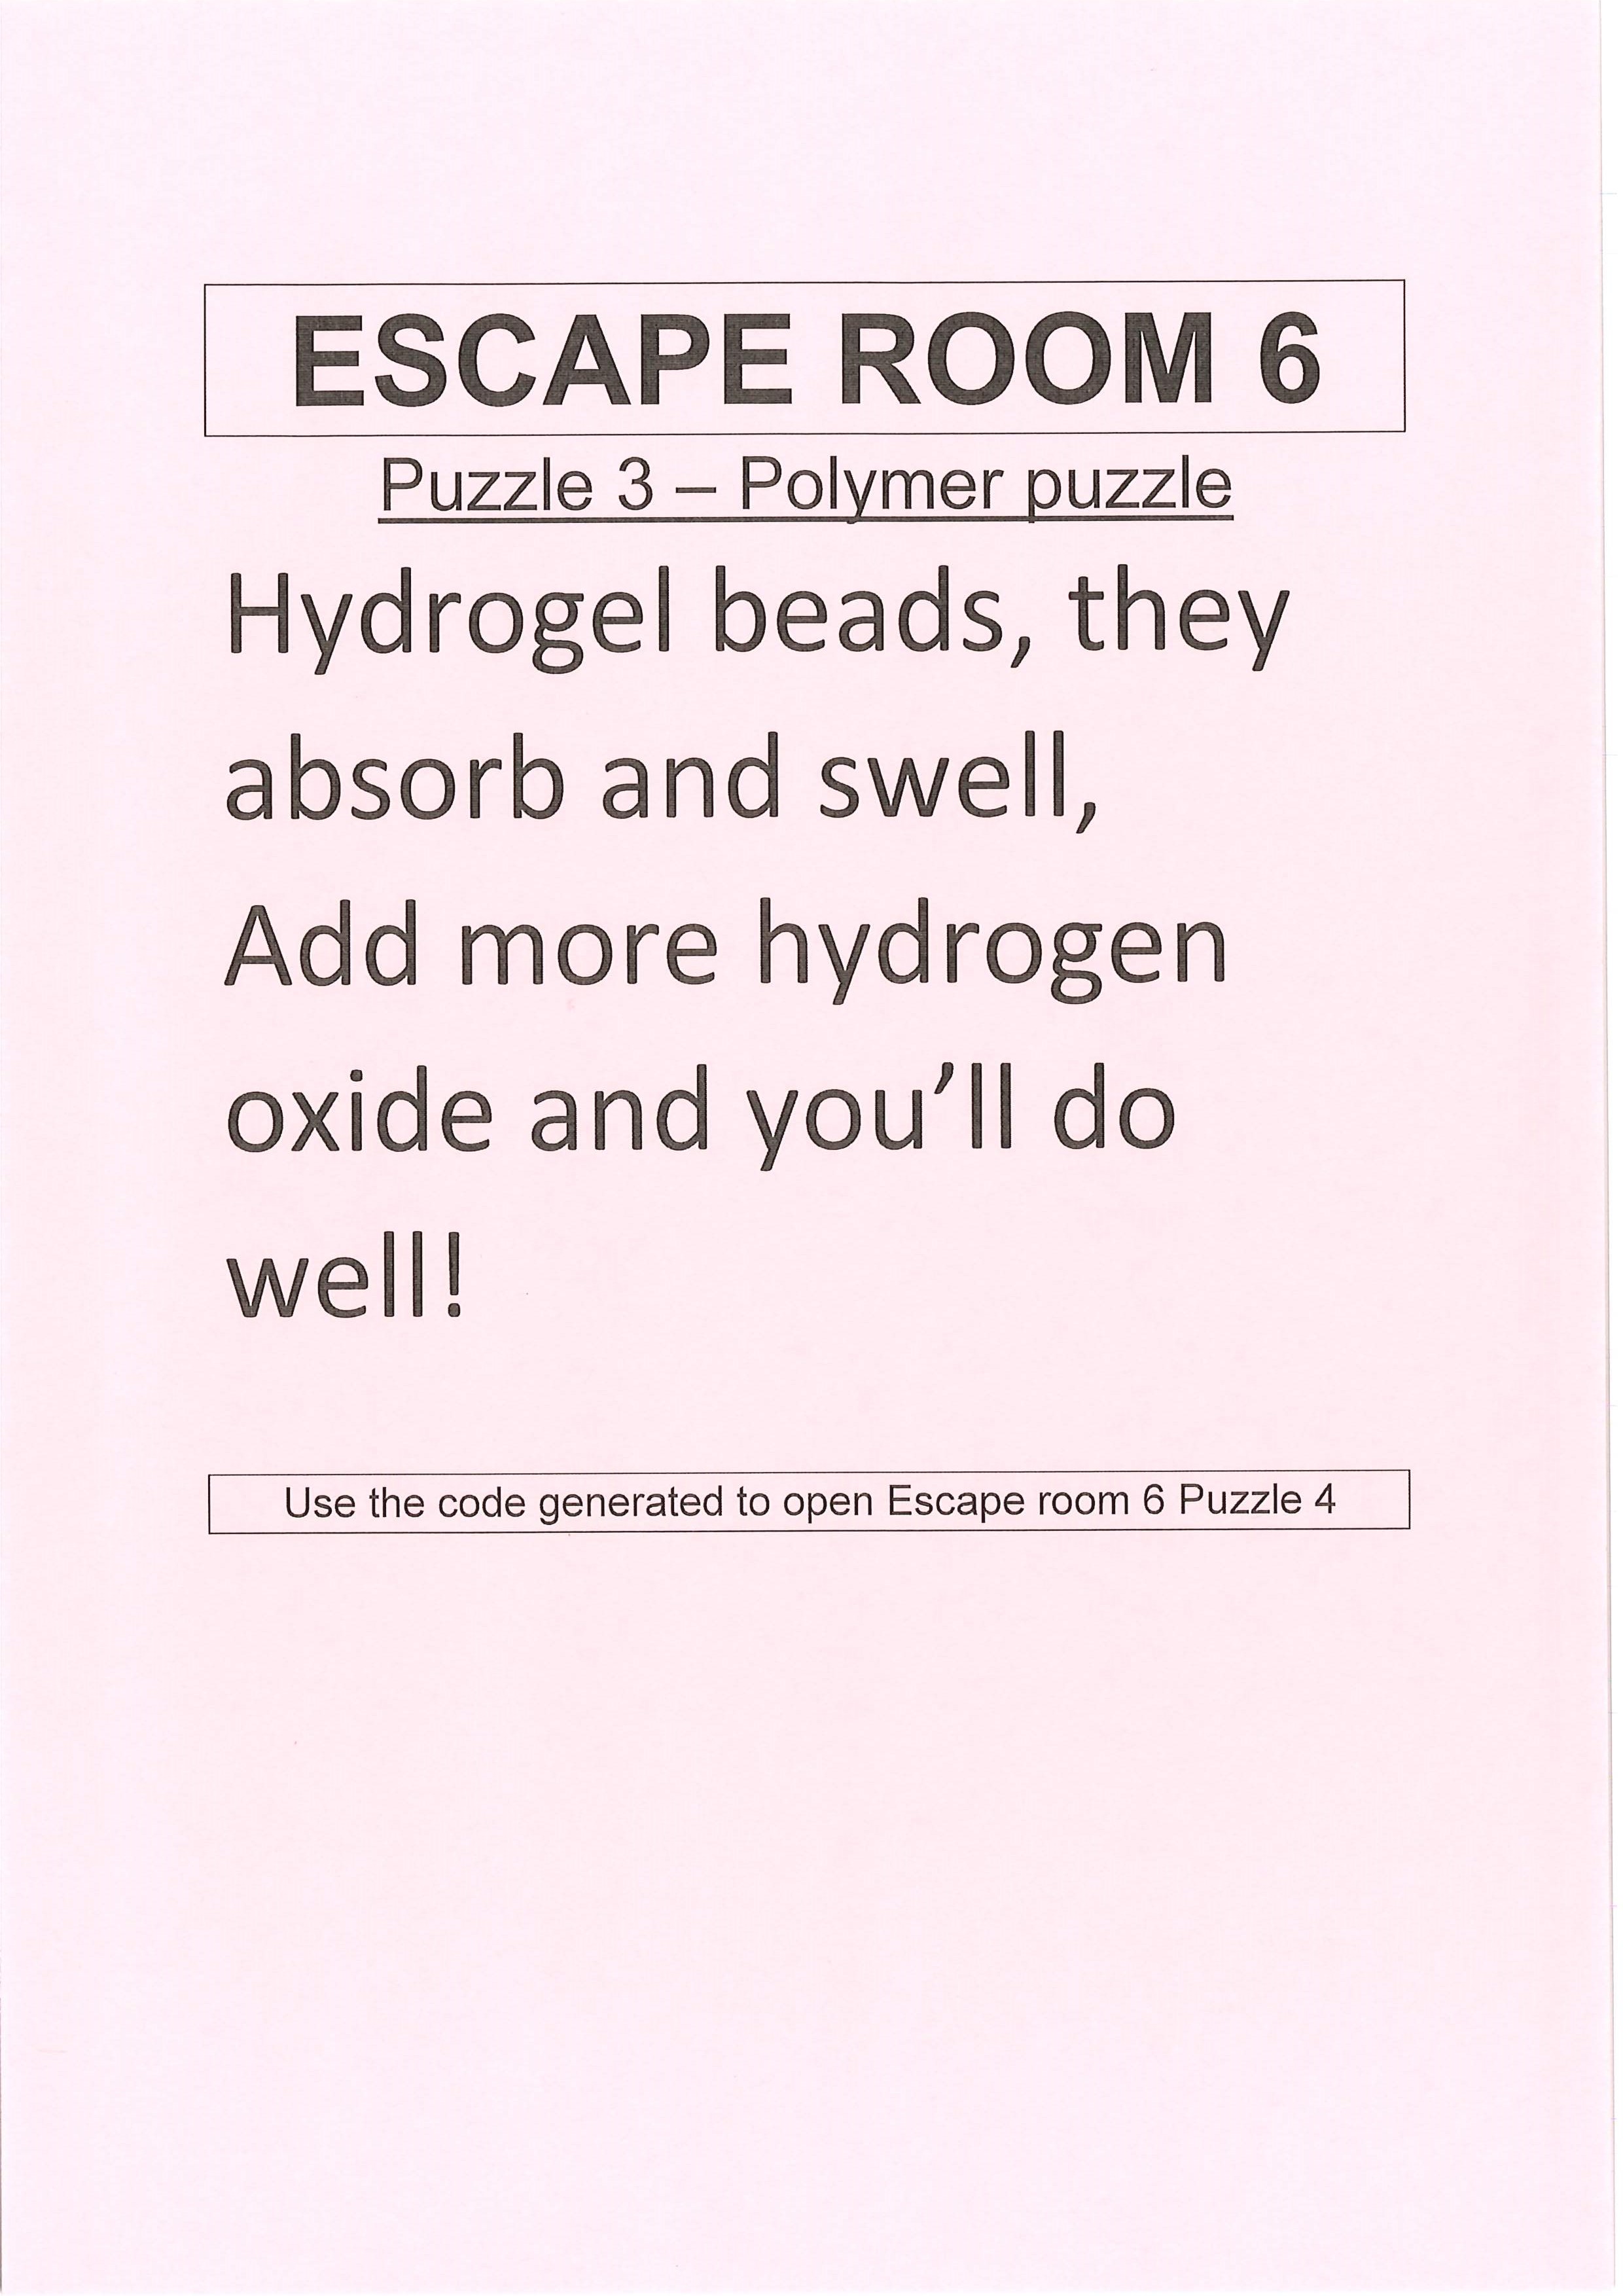 ESCAPE ROOM 6
Puzzle 3 – Polymer puzzle
Hydrogel beads, they
absorb and swell,
Add more hydrogen
oxide and you’ll do
well!
Use the code generated to open Escape room 6 Puzzle 4